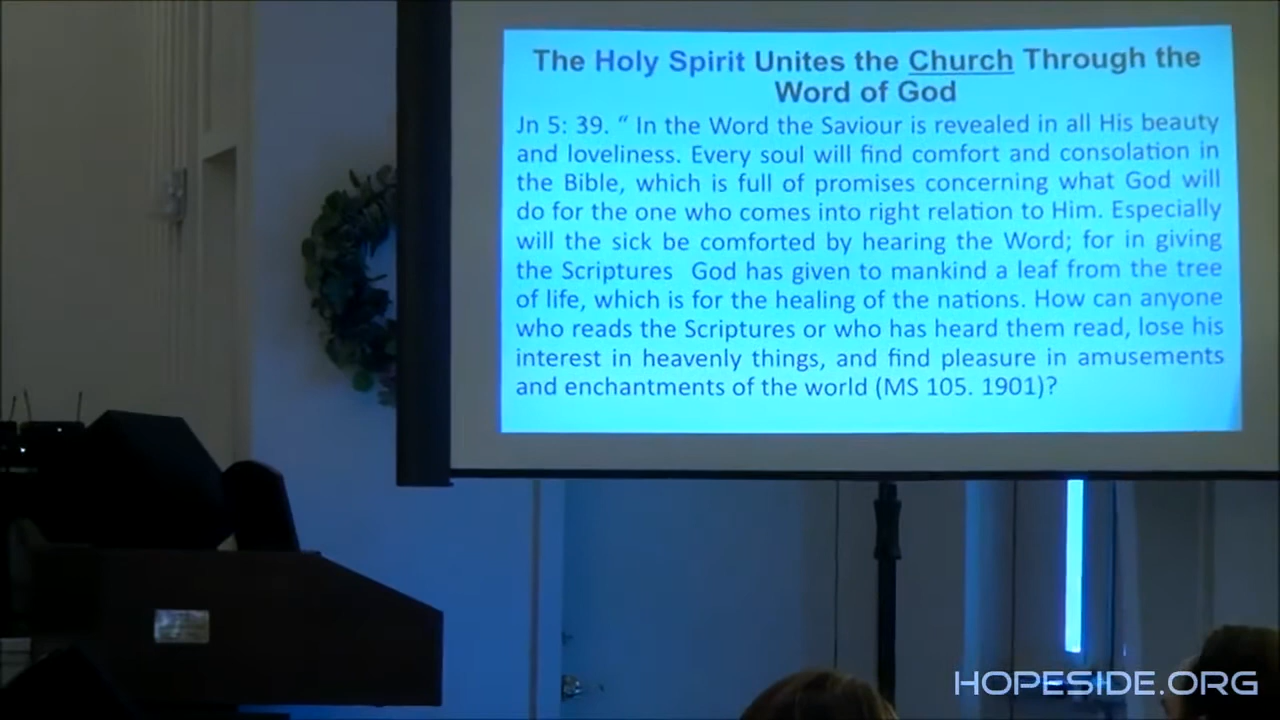 The Holy Spirit Unites the Church Through the
Word of God
Jn 5: 39. “ In the Word the Saviour is revealed in all His beauty
and loveliness. Every soul will find comfort and consolation in
the Bible, which is full of promises concerning what God will
do for the one who comes into right relation to Him. Especially
will the sick be comforted by hearing the Word; for in giving
the Scriptures God has given to mankind a leaf from the tree
of life, which is for the healing of the nations. How can anyone
who reads the Scriptures or who has heard them read, lose his
interest in heavenly things, and find pleasure in amusements
and enchantments of the world (MS 105. 1901)?
HOPESIDE.ORG